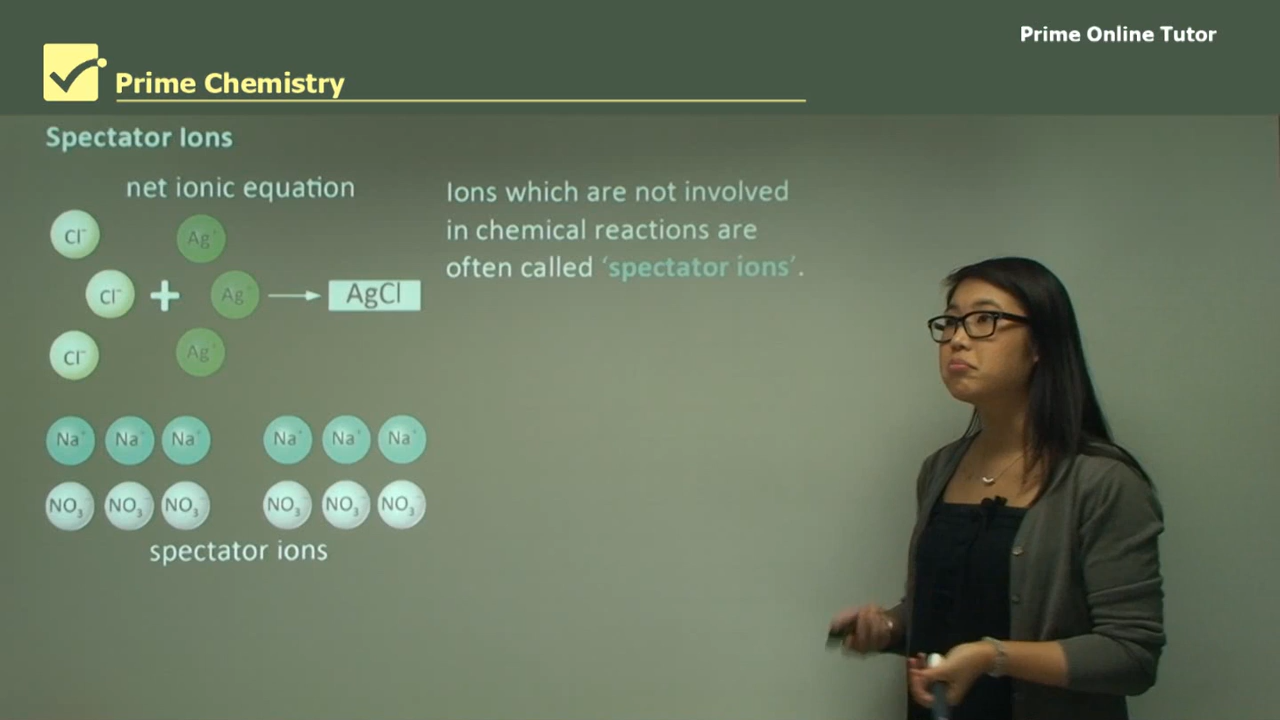 Prime Online Tutor
Prime Chemistry
Spectator Ions
net ionic equation
Cl⁻ Ag⁺
Cl⁻ + Ag⁺ → AgCl
Cl⁻ Ag⁺
Na⁺ Na⁺ Na⁺ Na⁺ Na⁺ Na⁺
NO₃⁻ NO₃⁻ NO₃⁻ NO₃⁻ NO₃⁻ NO₃⁻
spectator ions
Ions which are not involved
in chemical reactions are
often called ‘spectator ions’.